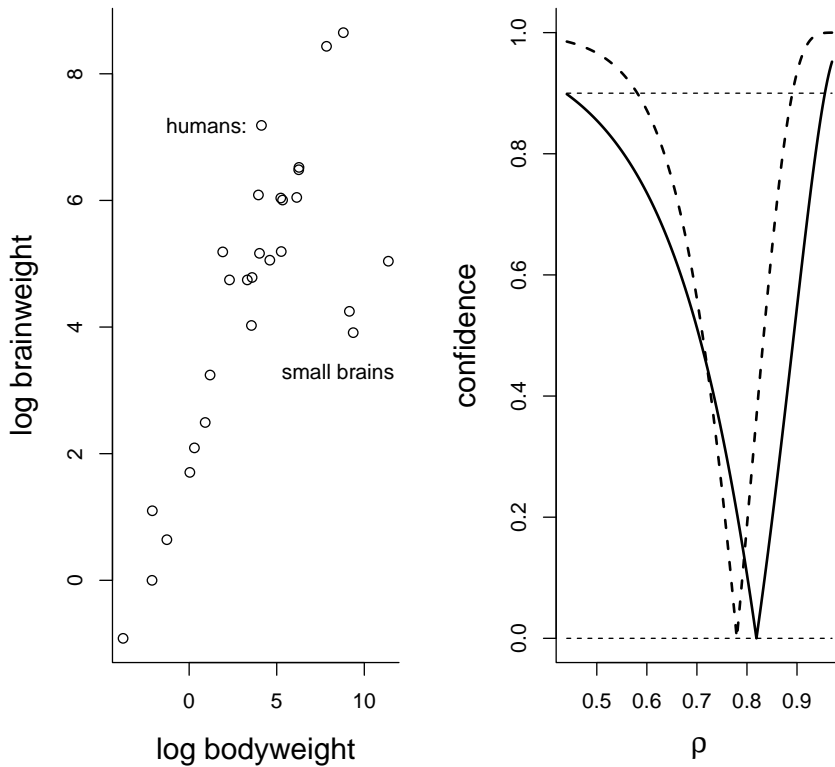 log brainweight
8
6
4
2
0
humans:
small brains
0 5 10
log bodyweight
confidence
1.0
0.8
0.6
0.4
0.2
0.0
0.5 0.6 0.7 0.8 0.9
ρ